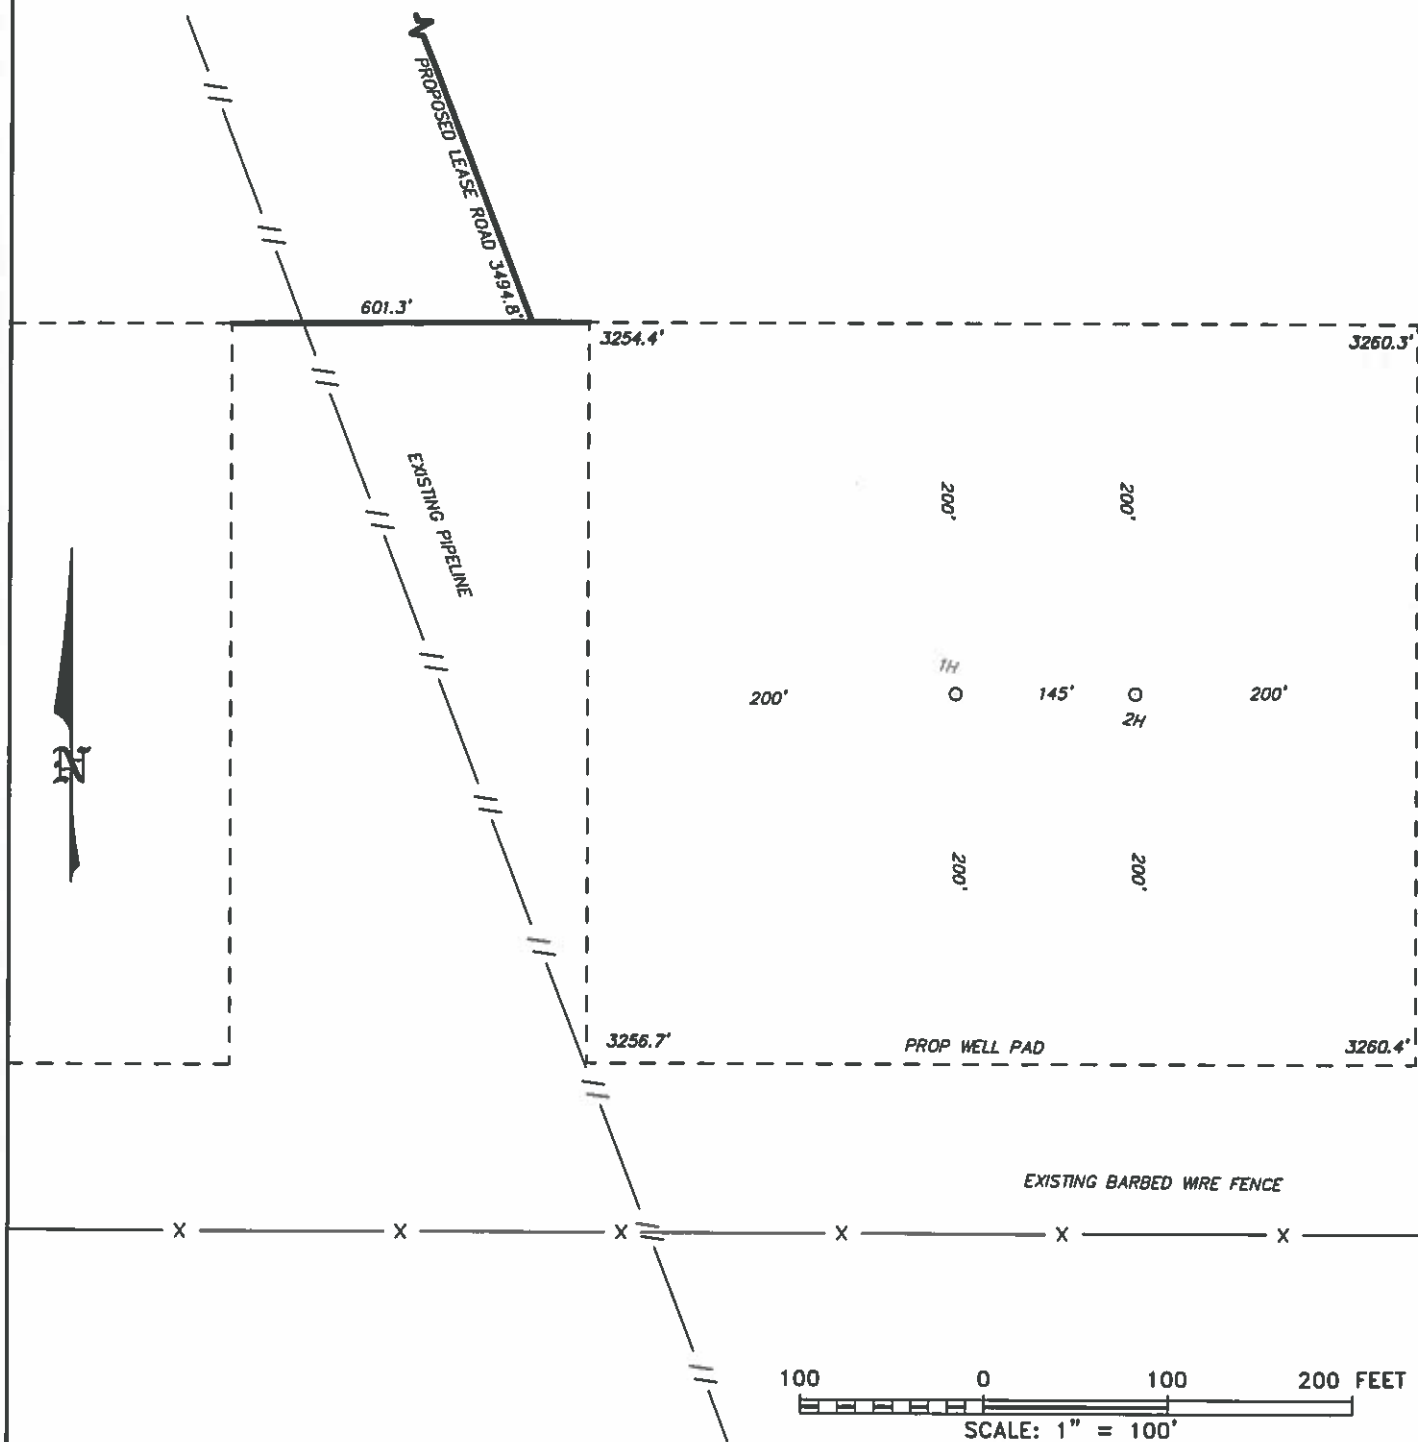 PROPOSED LEASE ROAD 3494.8'
601.3'
3254.4'
3260.3'
EXISTING PIPELINE
200'
200'
1H
200'
145'
200'
2H
N
200'
200'
3256.7'
PROP WELL PAD
3260.4'
EXISTING BARBED WIRE FENCE
X X X X X X
100 0 100 200 FEET
SCALE: 1" = 100'